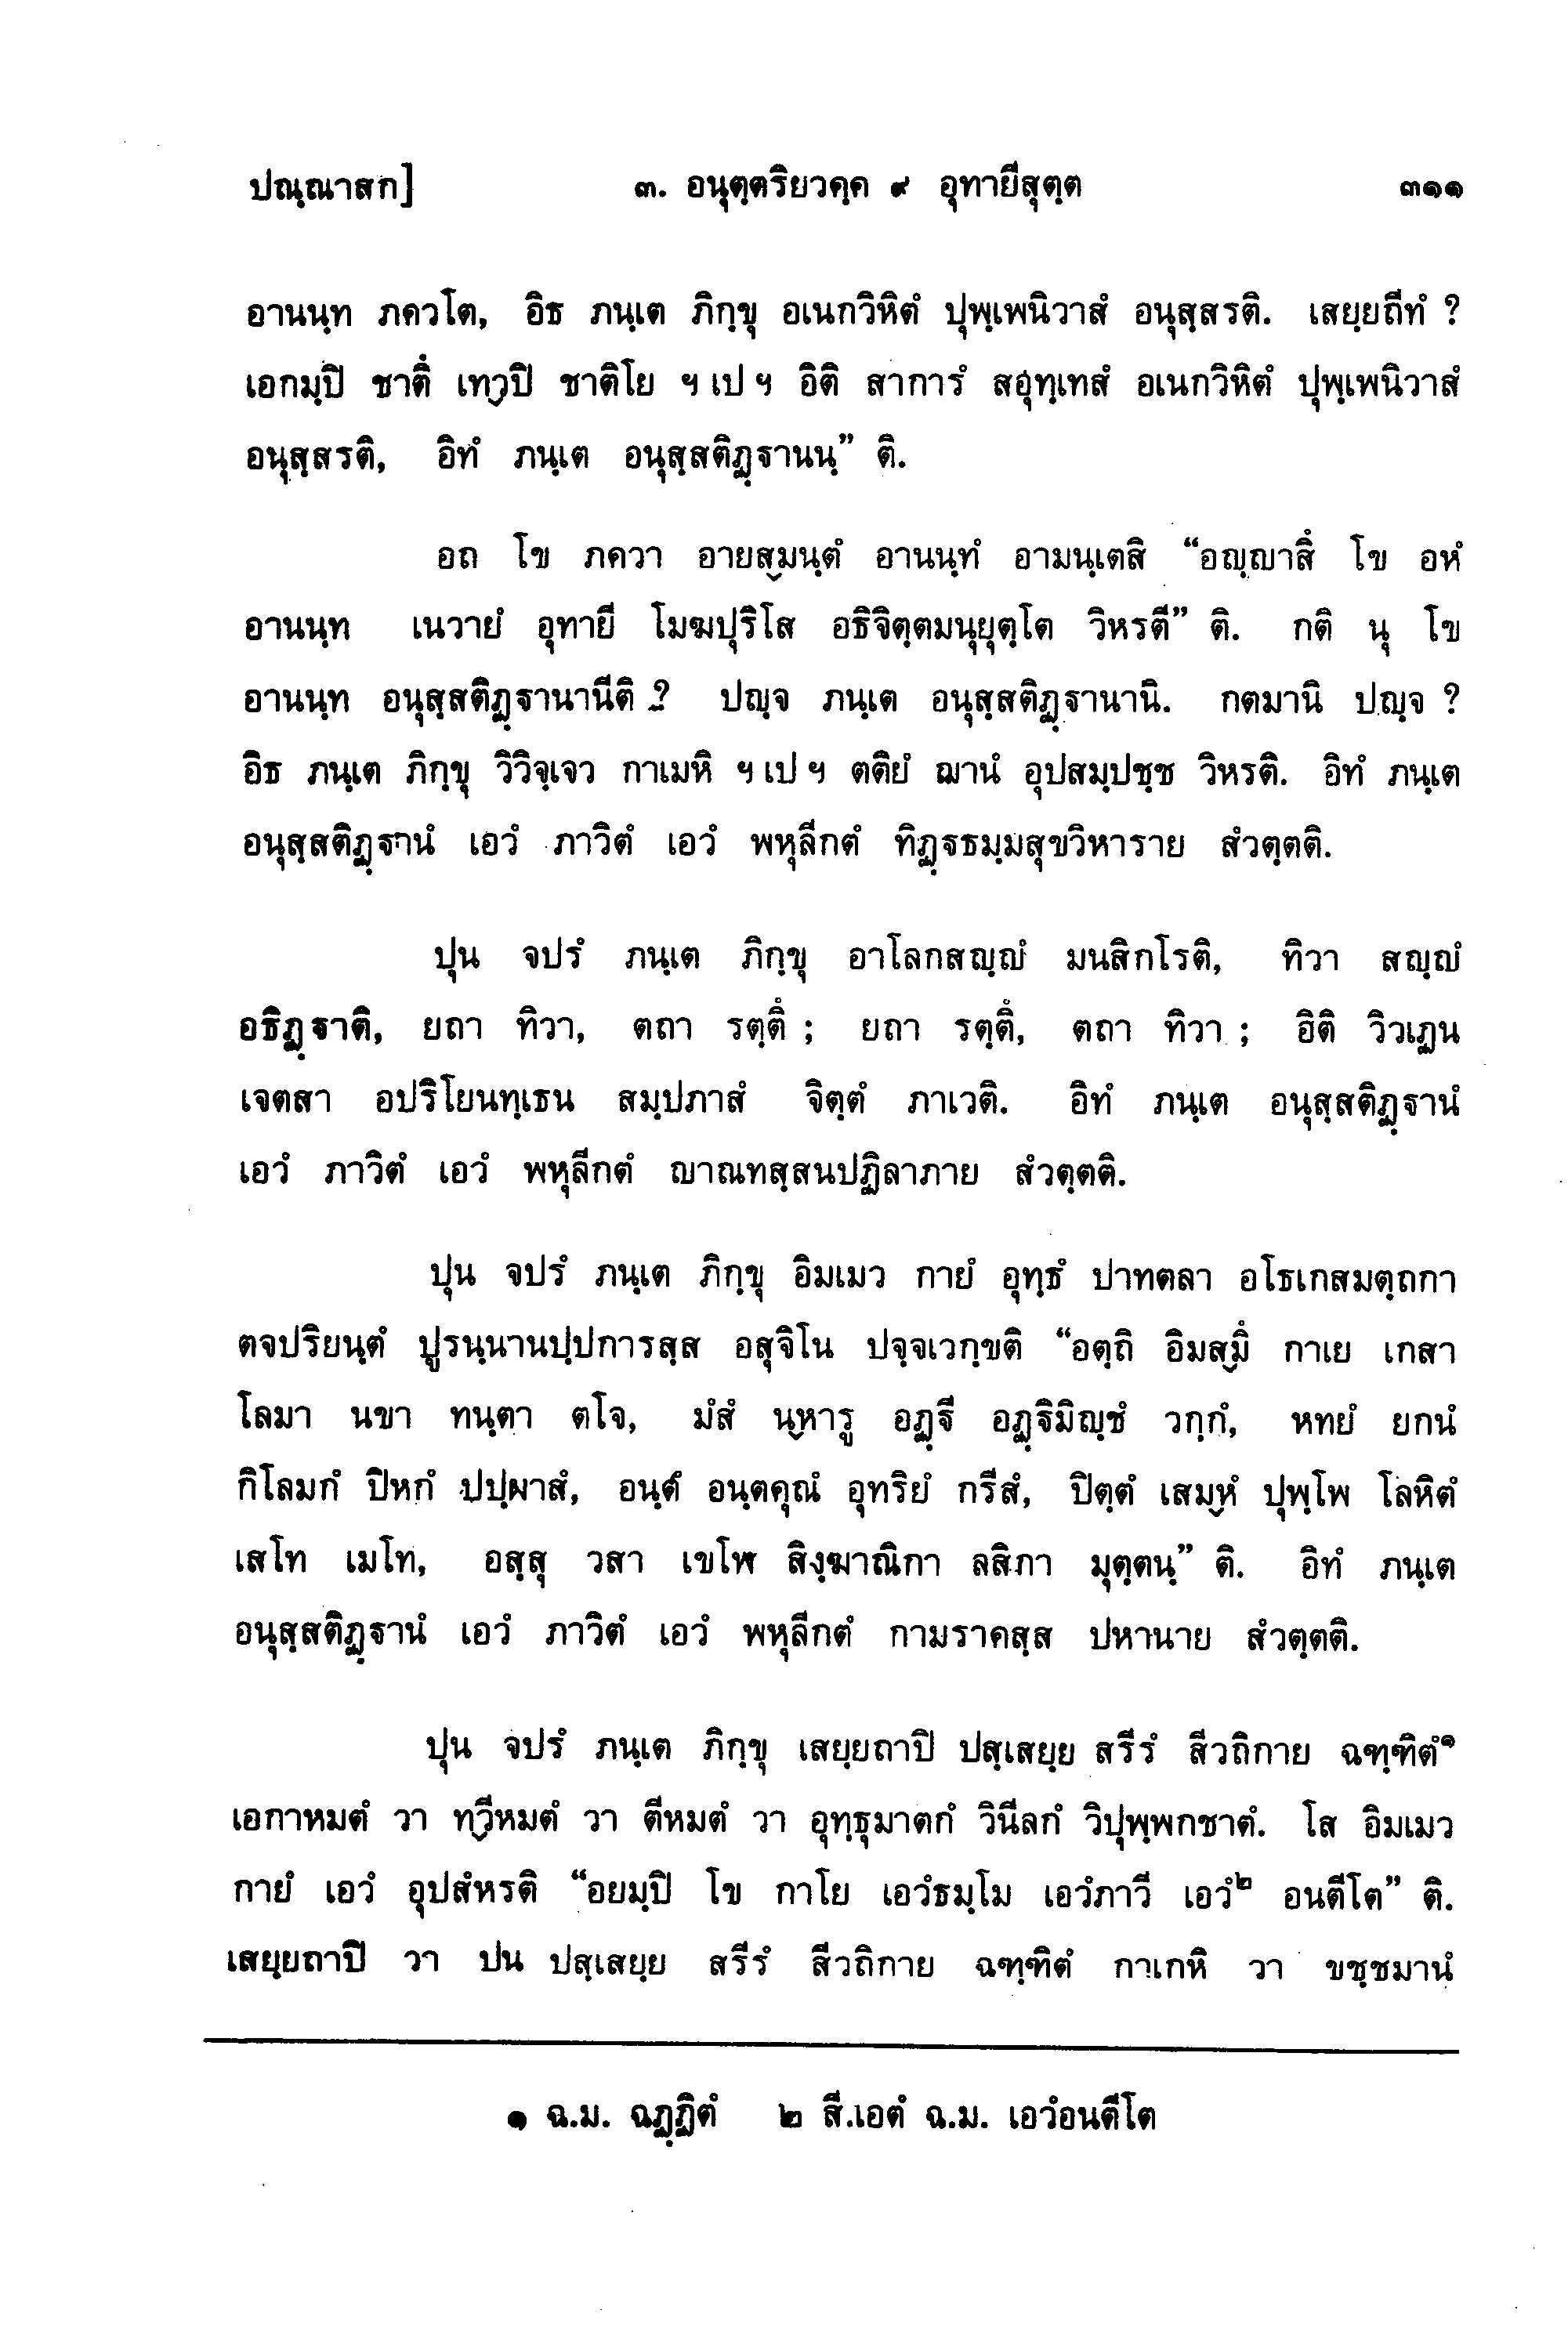 ปณฺณาสก] ๓. อนุตฺตริยวคฺค ๙ อุทายีสุตฺต ๓๑๑
อานนฺท ภควโต, อิธ ภนฺเต ภิกฺขุ อเนกวิหิตํ ปุพฺเพนิวาสํ อนุสฺสรติ. เสยฺยถีทํ ?
เอกมฺปิ ชาตึ เทฺวปิ ชาติโย ฯ เป ฯ อิติ สาการํ สอุทฺเทสํ อเนกวิหิตํ ปุพฺเพนิวาสํ
อนุสฺสรติ, อิทํ ภนฺเต อนุสฺสติฏฺฐานนฺ” ติ.
อถ โข ภควา อายสฺมนฺตํ อานนฺทํ อามนฺเตสิ “อญฺญาสึ โข อหํ
อานนฺท เนวายํ อุทายี โมฆปุริโส อธิจิตฺตมนุยุตฺโต วิหรตี” ติ. กติ นุ โข
อานนฺท อนุสฺสติฏฺฐานานีติ ? ปญฺจ ภนฺเต อนุสฺสติฏฺฐานานิ. กตมานิ ปญฺจ ?
อิธ ภนฺเต ภิกฺขุ วิวิจฺเจว กาเมหิ ฯ เป ฯ ตติยํ ฌานํ อุปสมฺปชฺช วิหรติ. อิทํ ภนฺเต
อนุสฺสติฏฺฐานํ เอวํ ภาวิตํ เอวํ พหุลีกตํ ทิฏฺฐธมฺมสุขวิหาราย สํวตฺตติ.
ปุน จปรํ ภนฺเต ภิกฺขุ อาโลกสญฺญํ มนสิกโรติ, ทิวา สญฺญํ
อธิฏฺฐาติ, ยถา ทิวา, ตถา รตฺตึ ; ยถา รตฺตึ, ตถา ทิวา ; อิติ วิวเฏน
เจตสา อปริโยนทฺเธน สมฺปภาสํ จิตฺตํ ภาเวติ. อิทํ ภนฺเต อนุสฺสติฏฺฐานํ
เอวํ ภาวิตํ เอวํ พหุลีกตํ ญาณทสฺสนปฏิลาภาย สํวตฺตติ.
ปุน จปรํ ภนฺเต ภิกฺขุ อิมเมว กายํ อุทฺธํ ปาทตลา อโธเกสมตฺถกา
ตจปริยนฺตํ ปูรนฺนานปฺปการสฺส อสุจิโน ปจฺจเวกฺขติ “อตฺถิ อิมสฺมึ กาเย เกสา
โลมา นขา ทนฺตา ตโจ, มํสํ นฺหารู อฏฺฐี อฏฺฐิมิญฺชํ วกฺกํ, หทยํ ยกนํ
กิโลมกํ ปิหกํ ปปฺผาสํ, อนฺตํ อนฺตคุณํ อุทริยํ กรีสํ, ปิตฺตํ เสมฺหํ ปุพฺโพ โลหิตํ
เสโท เมโท, อสฺสุ วสา เขโฬ สิงฺฆาณิกา ลสิกา มุตฺตนฺ” ติ. อิทํ ภนฺเต
อนุสฺสติฏฺฐานํ เอวํ ภาวิตํ เอวํ พหุลีกตํ กามราคสฺส ปหานาย สํวตฺตติ.
ปุน จปรํ ภนฺเต ภิกฺขุ เสยฺยถาปิ ปสฺเสยฺย สรีรํ สีวถิกาย ฉฑฺฑิตํ๑
เอกาหมตํ วา ทฺวีหมตํ วา ตีหมตํ วา อุทฺธุมาตกํ วินีลกํ วิปุพฺพกชาตํ. โส อิมเมว
กายํ เอวํ อุปสํหรติ “อยมฺปิ โข กาโย เอวํธมฺโม เอวํภาวี เอวํ๒ อนตีโต” ติ.
เสยฺยถาปิ วา ปน ปสฺเสยฺย สรีรํ สีวถิกาย ฉฑฺฑิตํ กาเกหิ วา ขชฺชมานํ
๑ ฉ.ม. ฉฏฺฏิตํ ๒ สี.เอตํ ฉ.ม. เอวํอนตีโต